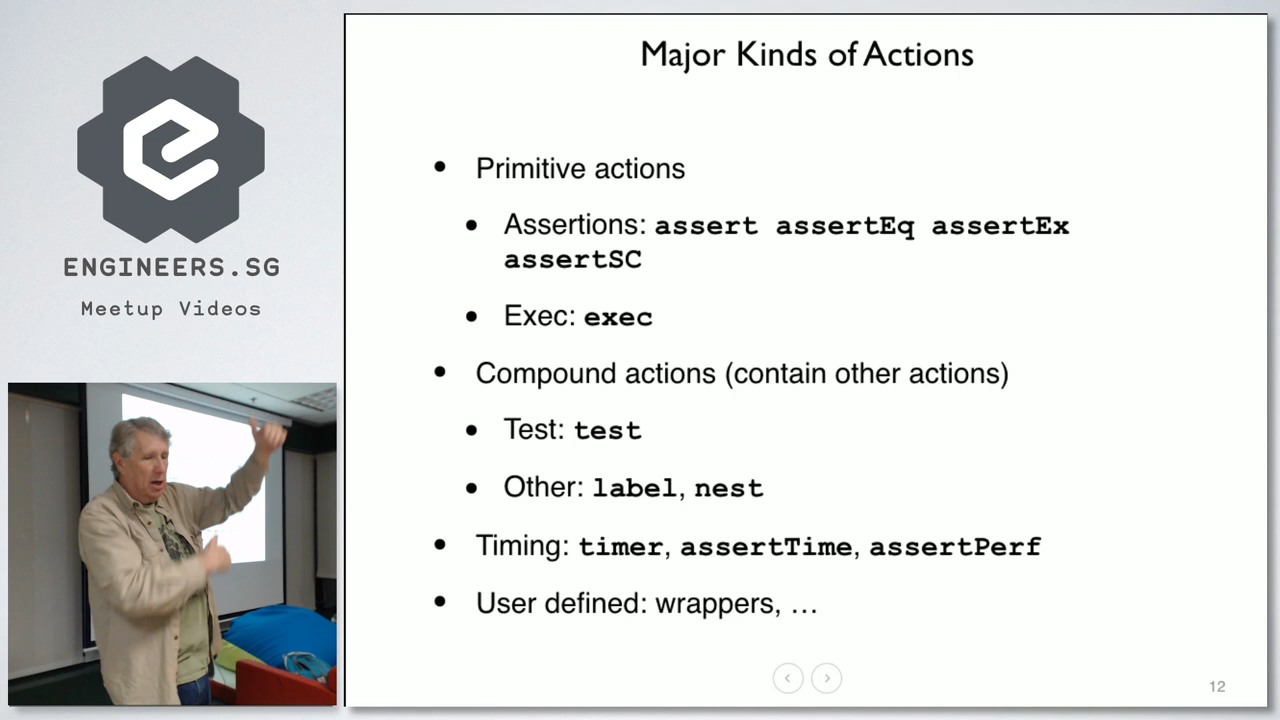 ENGINEERS.SG
Meetup Videos
Major Kinds of Actions
• Primitive actions
• Assertions: assert assertEq assertEx
assertSC
• Exec: exec
• Compound actions (contain other actions)
• Test: test
• Other: label, nest
• Timing: timer, assertTime, assertPerf
• User defined: wrappers, …
12